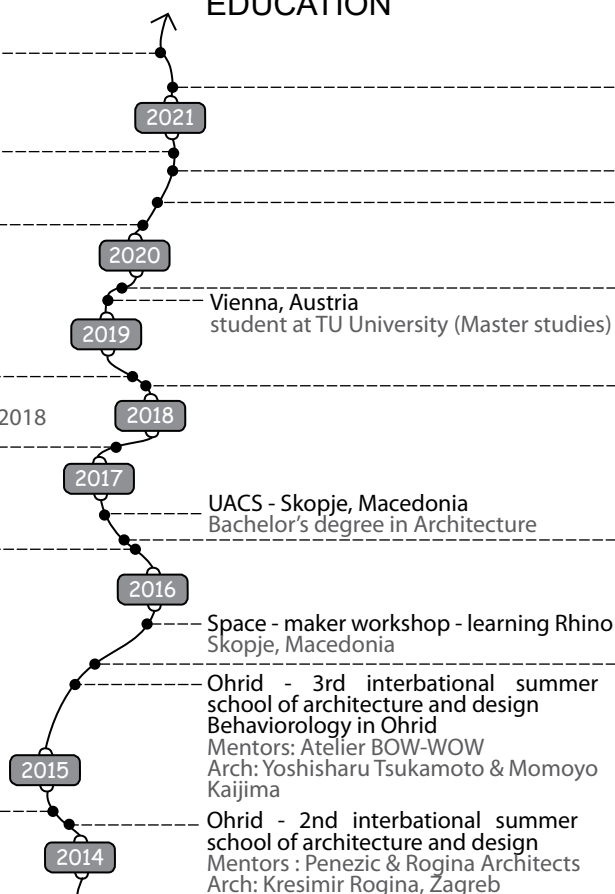 EDUCATION
2021
2020
Vienna, Austria
student at TU University (Master studies)
2019
2018
2018
2017
UACS - Skopje, Macedonia
Bachelor's degree in Architecture
2016
Space - maker workshop - learning Rhino
Skopje, Macedonia
Ohrid - 3rd interbational summer
school of architecture and design
Behaviorology in Ohrid
Mentors: Atelier BOW-WOW
Arch: Yoshisharu Tsukamoto & Momoyo
Kaijima
2015
Ohrid - 2nd interbational summer
school of architecture and design
Mentors : Penezic & Rogina Architects
Arch: Kresimir Rogina, Zagreb
2014